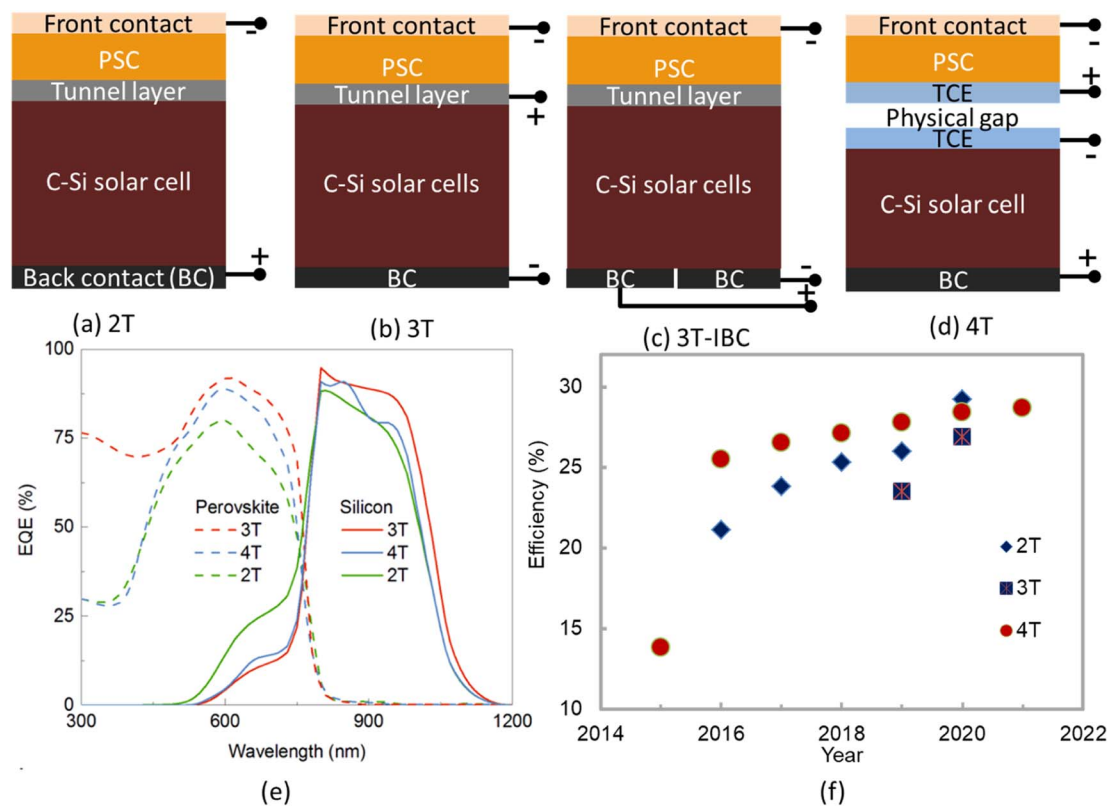 Front contact
-
PSC
Tunnel layer
C-Si solar cell
+
Back contact (BC)
(a) 2T
Front contact
-
PSC
Tunnel layer
+
C-Si solar cells
-
BC
(b) 3T
Front contact
-
PSC
Tunnel layer
C-Si solar cells
BC
BC
-
+
(c) 3T-IBC
Front contact
-
PSC
+
TCE
Physical gap
TCE
-
C-Si solar cell
+
BC
(d) 4T
100
75
50
25
0
EQE (%)
Perovskite
3T
4T
2T
Silicon
3T
4T
2T
300
600
900
1200
Wavelength (nm)
(e)
30
25
20
15
10
Efficiency (%)
2T
3T
4T
2014
2016
2018
2020
2022
Year
(f)